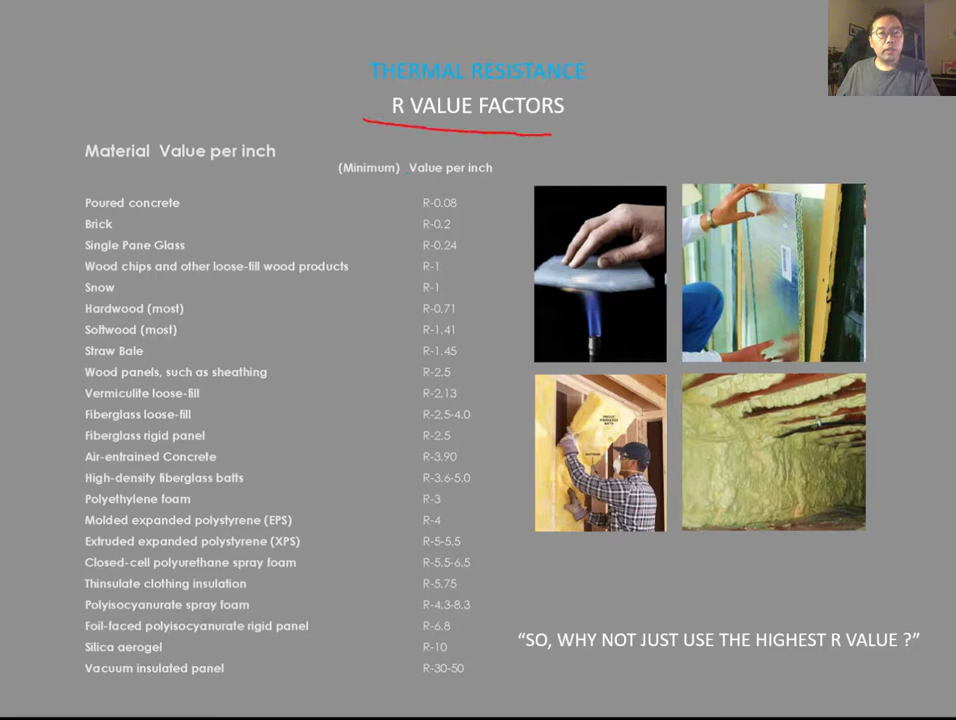 THERMAL RESISTANCE
R VALUE FACTORS
Material Value per inch
(Minimum) Value per inch
Poured concrete R-0.08
Brick R-0.2
Single Pane Glass R-0.24
Wood chips and other loose-fill wood products R-1
Snow R-1
Hardwood (most) R-0.71
Softwood (most) R-1.41
Straw Bale R-1.45
Wood panels, such as sheathing R-2.5
Vermiculite loose-fill R-2.13
Fiberglass loose-fill R-2.5-4.0
Fiberglass rigid panel R-2.5
Air-entrained Concrete R-3.90
High-density fiberglass batts R-3.6-5.0
Polyethylene foam R-3
Molded expanded polystyrene (EPS) R-4
Extruded expanded polystyrene (XPS) R-5-5.5
Closed-cell polyurethane spray foam R-5.5-6.5
Thinsulate clothing insulation R-5.75
Polyisocyanurate spray foam R-4.3-8.3
Foil-faced polyisocyanurate rigid panel R-6.8
Silica aerogel R-10
Vacuum insulated panel R-30-50
“SO, WHY NOT JUST USE THE HIGHEST R VALUE ?”